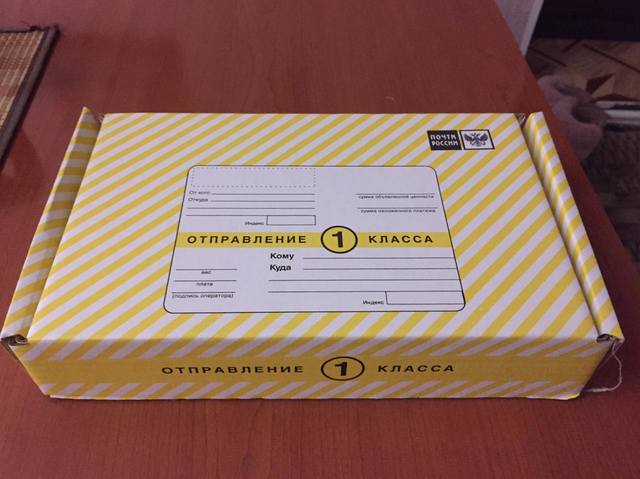 ПОЧТА
РОССИИ
От кого
Откуда
сумма объявленной ценности
сумма наложенного платежа
Индекс
ОТПРАВЛЕНИЕ 1 КЛАССА
Кому
Куда
вес
плата
(подпись оператора)
Индекс
ОТПРАВЛЕНИЕ 1 КЛАССА